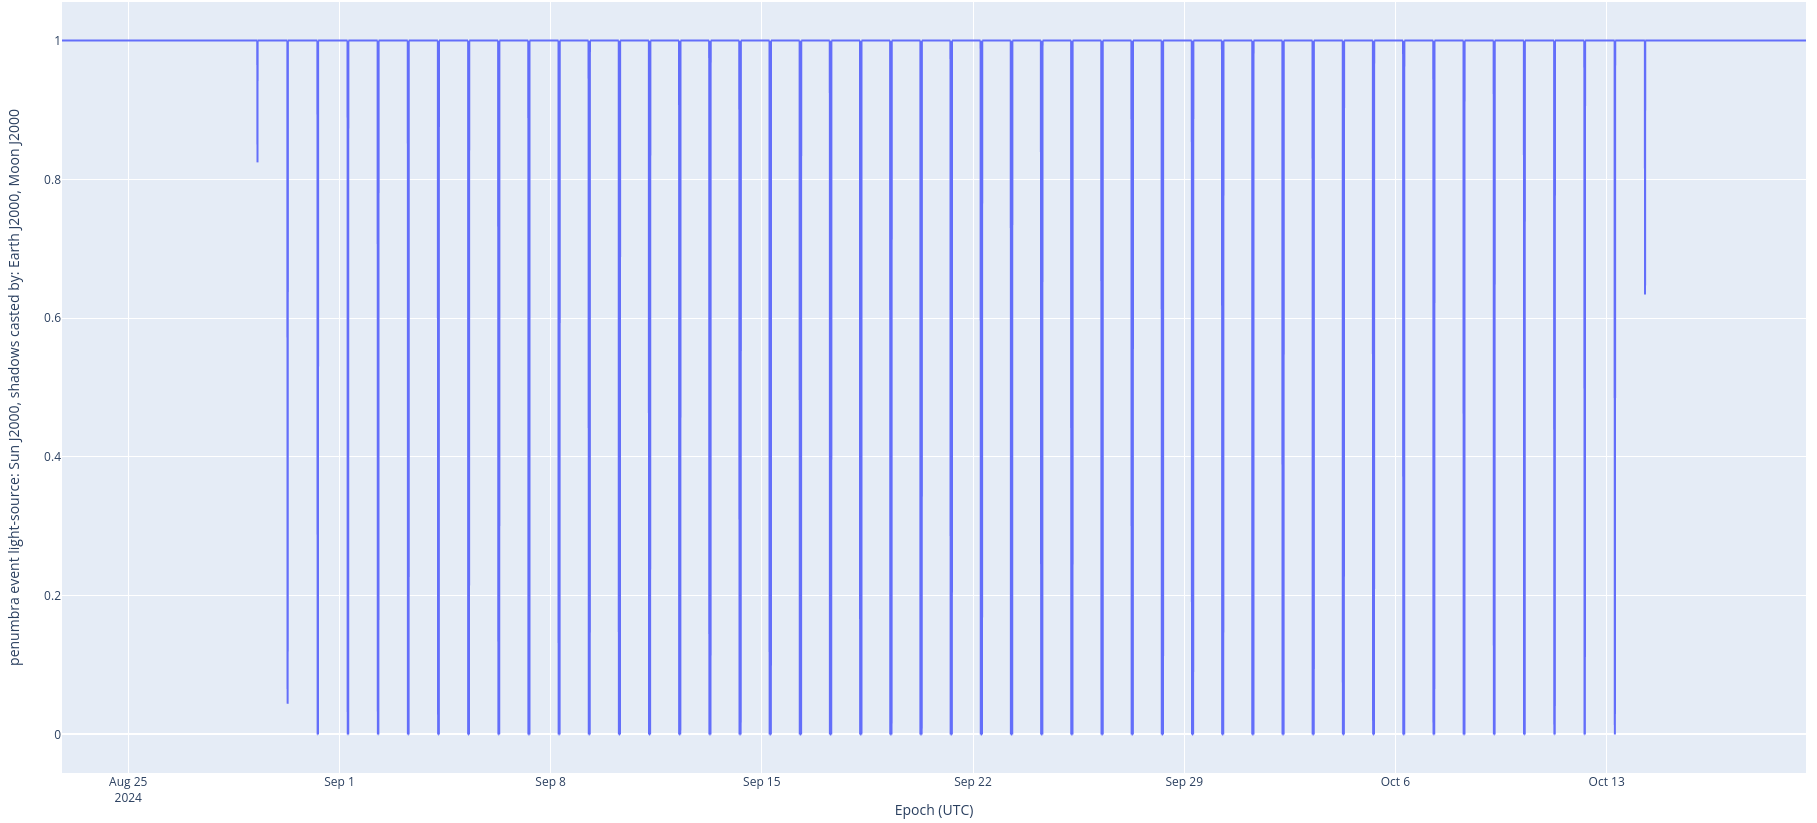 penumbra event light-source: Sun J2000, shadows casted by: Earth J2000, Moon J2000
1
0.8
0.6
0.4
0.2
0
Aug 25
2024
Sep 1
Sep 8
Sep 15
Sep 22
Sep 29
Oct 6
Oct 13
Epoch (UTC)